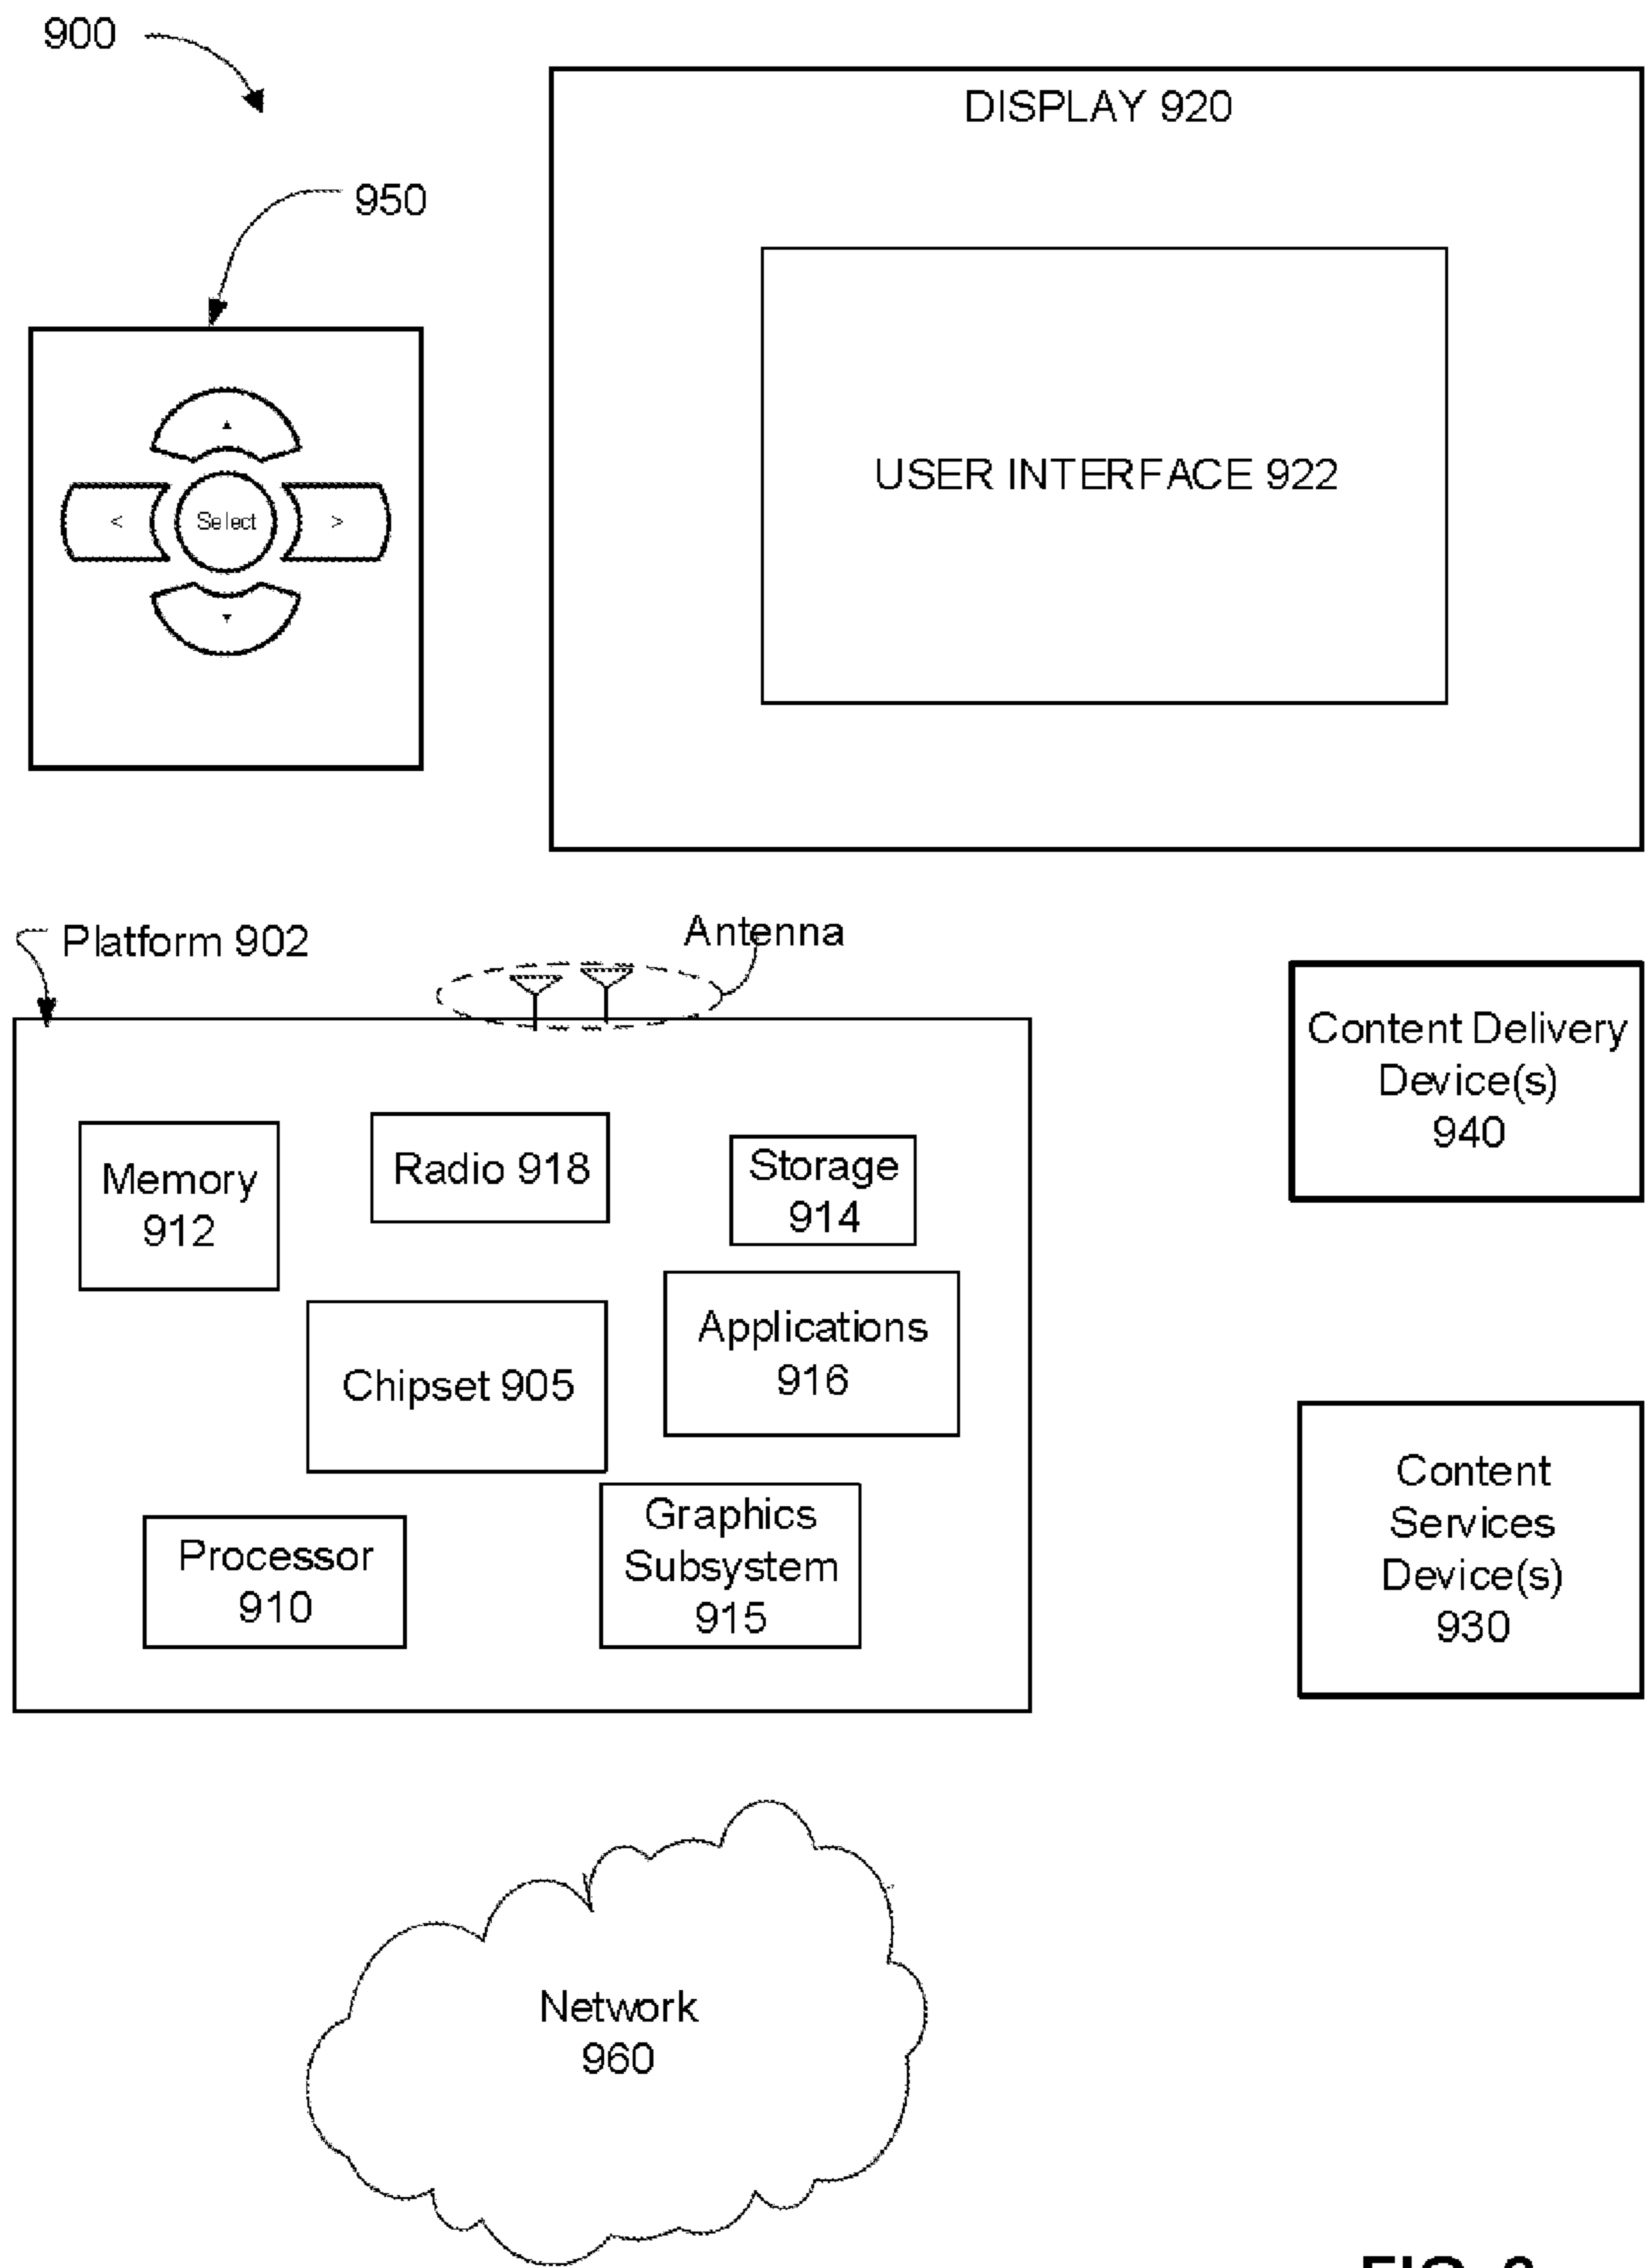 900
DISPLAY 920
950
USER INTERFACE 922
<
Select
>
Platform 902
Antenna
Memory
912
Radio 918
Storage
914
Chipset 905
Applications
916
Processor
910
Graphics
Subsystem
915
Content Delivery
Device(s)
940
Content
Services
Device(s)
930
Network
960